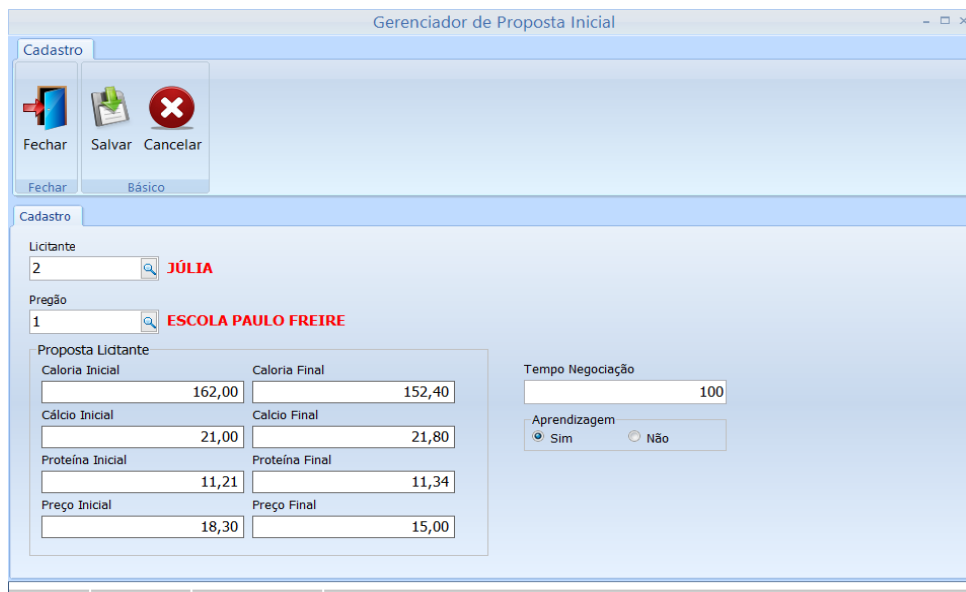 Gerenciador de Proposta Inicial
Cadastro
Fechar Salvar Cancelar
Fechar Básico
Cadastro
Licitante
2 JÚLIA
Pregão
1 ESCOLA PAULO FREIRE
Proposta Licitante
Caloria Inicial Caloria Final Tempo Negociação
162,00 152,40 100
Cálcio Inicial Calcio Final Aprendizagem
21,00 21,80 Sim Não
Proteína Inicial Proteína Final
11,21 11,34
Preço Inicial Preço Final
18,30 15,00